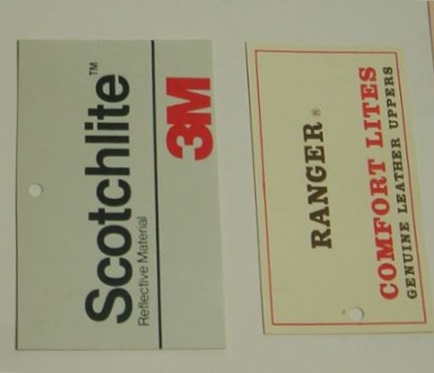 Scotchlite™
Reflective Material
3M
RANGER®
COMFORT LITES
GENUINE LEATHER UPPERS